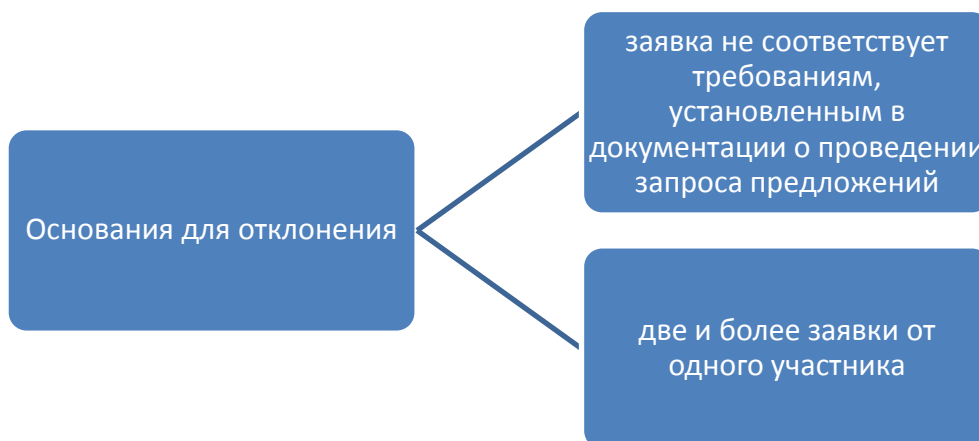 Основания для отклонения
заявка не соответствует
требованиям,
установленным в
документации о проведении
запроса предложений
две и более заявки от
одного участника